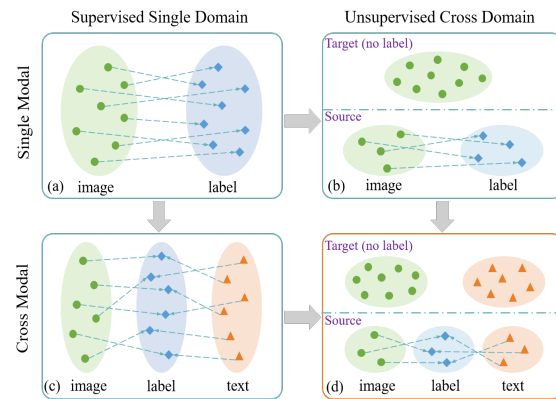 Supervised Single Domain
Unsupervised Cross Domain
Single Modal
(a)
image
label
Target (no label)
Source
(b)
image
label
Cross Modal
(c)
image
label
text
Target (no label)
Source
(d)
image
label
text